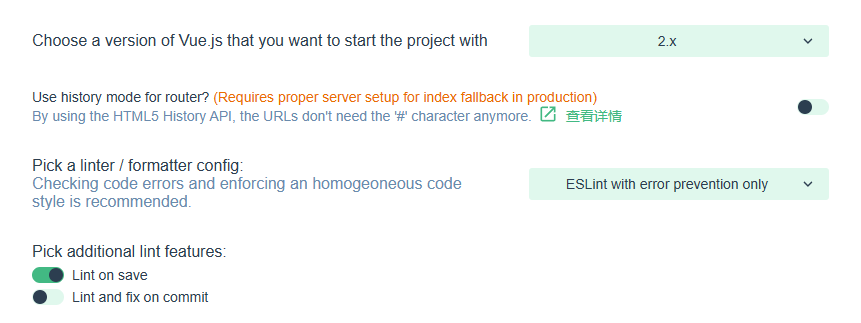 Choose a version of Vue.js that you want to start the project with
2.x
Use history mode for router? (Requires proper server setup for index fallback in production)
By using the HTML5 History API, the URLs don't need the '#' character anymore. 查看详情
Pick a linter / formatter config:
Checking code errors and enforcing an homogeoneous code
style is recommended.
ESLint with error prevention only
Pick additional lint features:
Lint on save
Lint and fix on commit